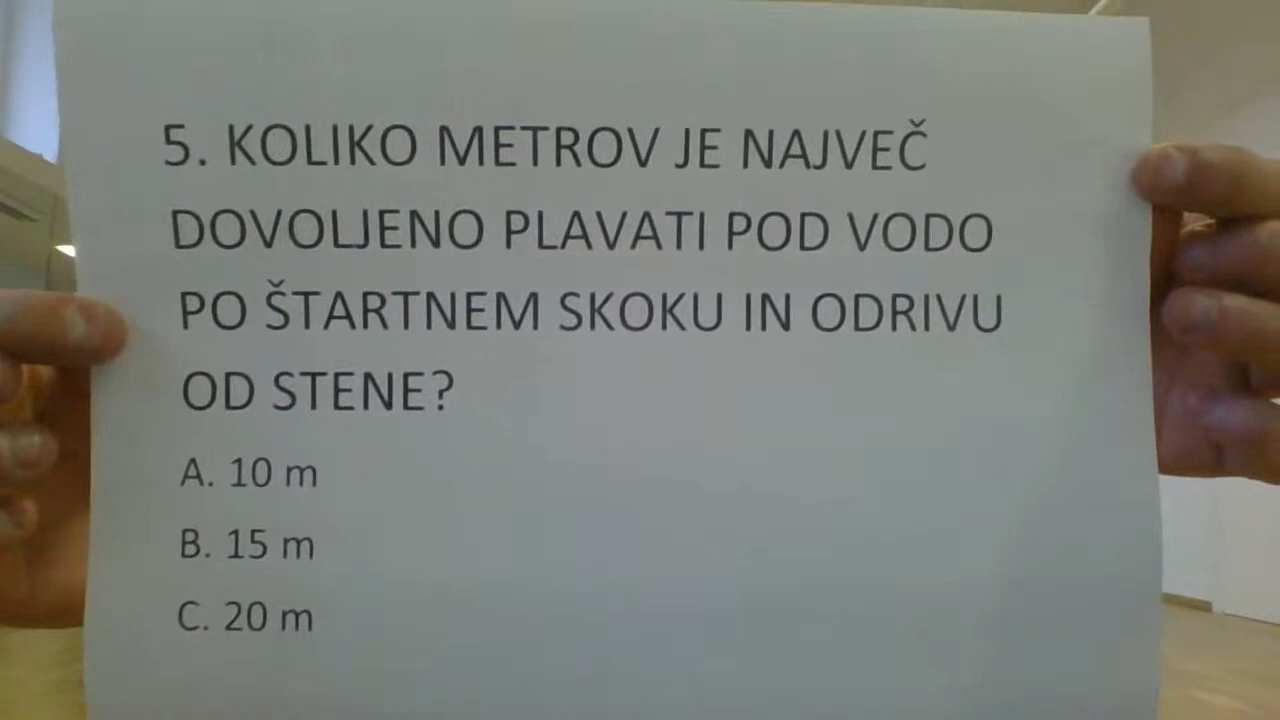 5. KOLIKO METROV JE NAJVEČ
DOVOLJENO PLAVATI POD VODO
PO ŠTARTNEM SKOKU IN ODRIVU
OD STENE?
A. 10 m
B. 15 m
C. 20 m